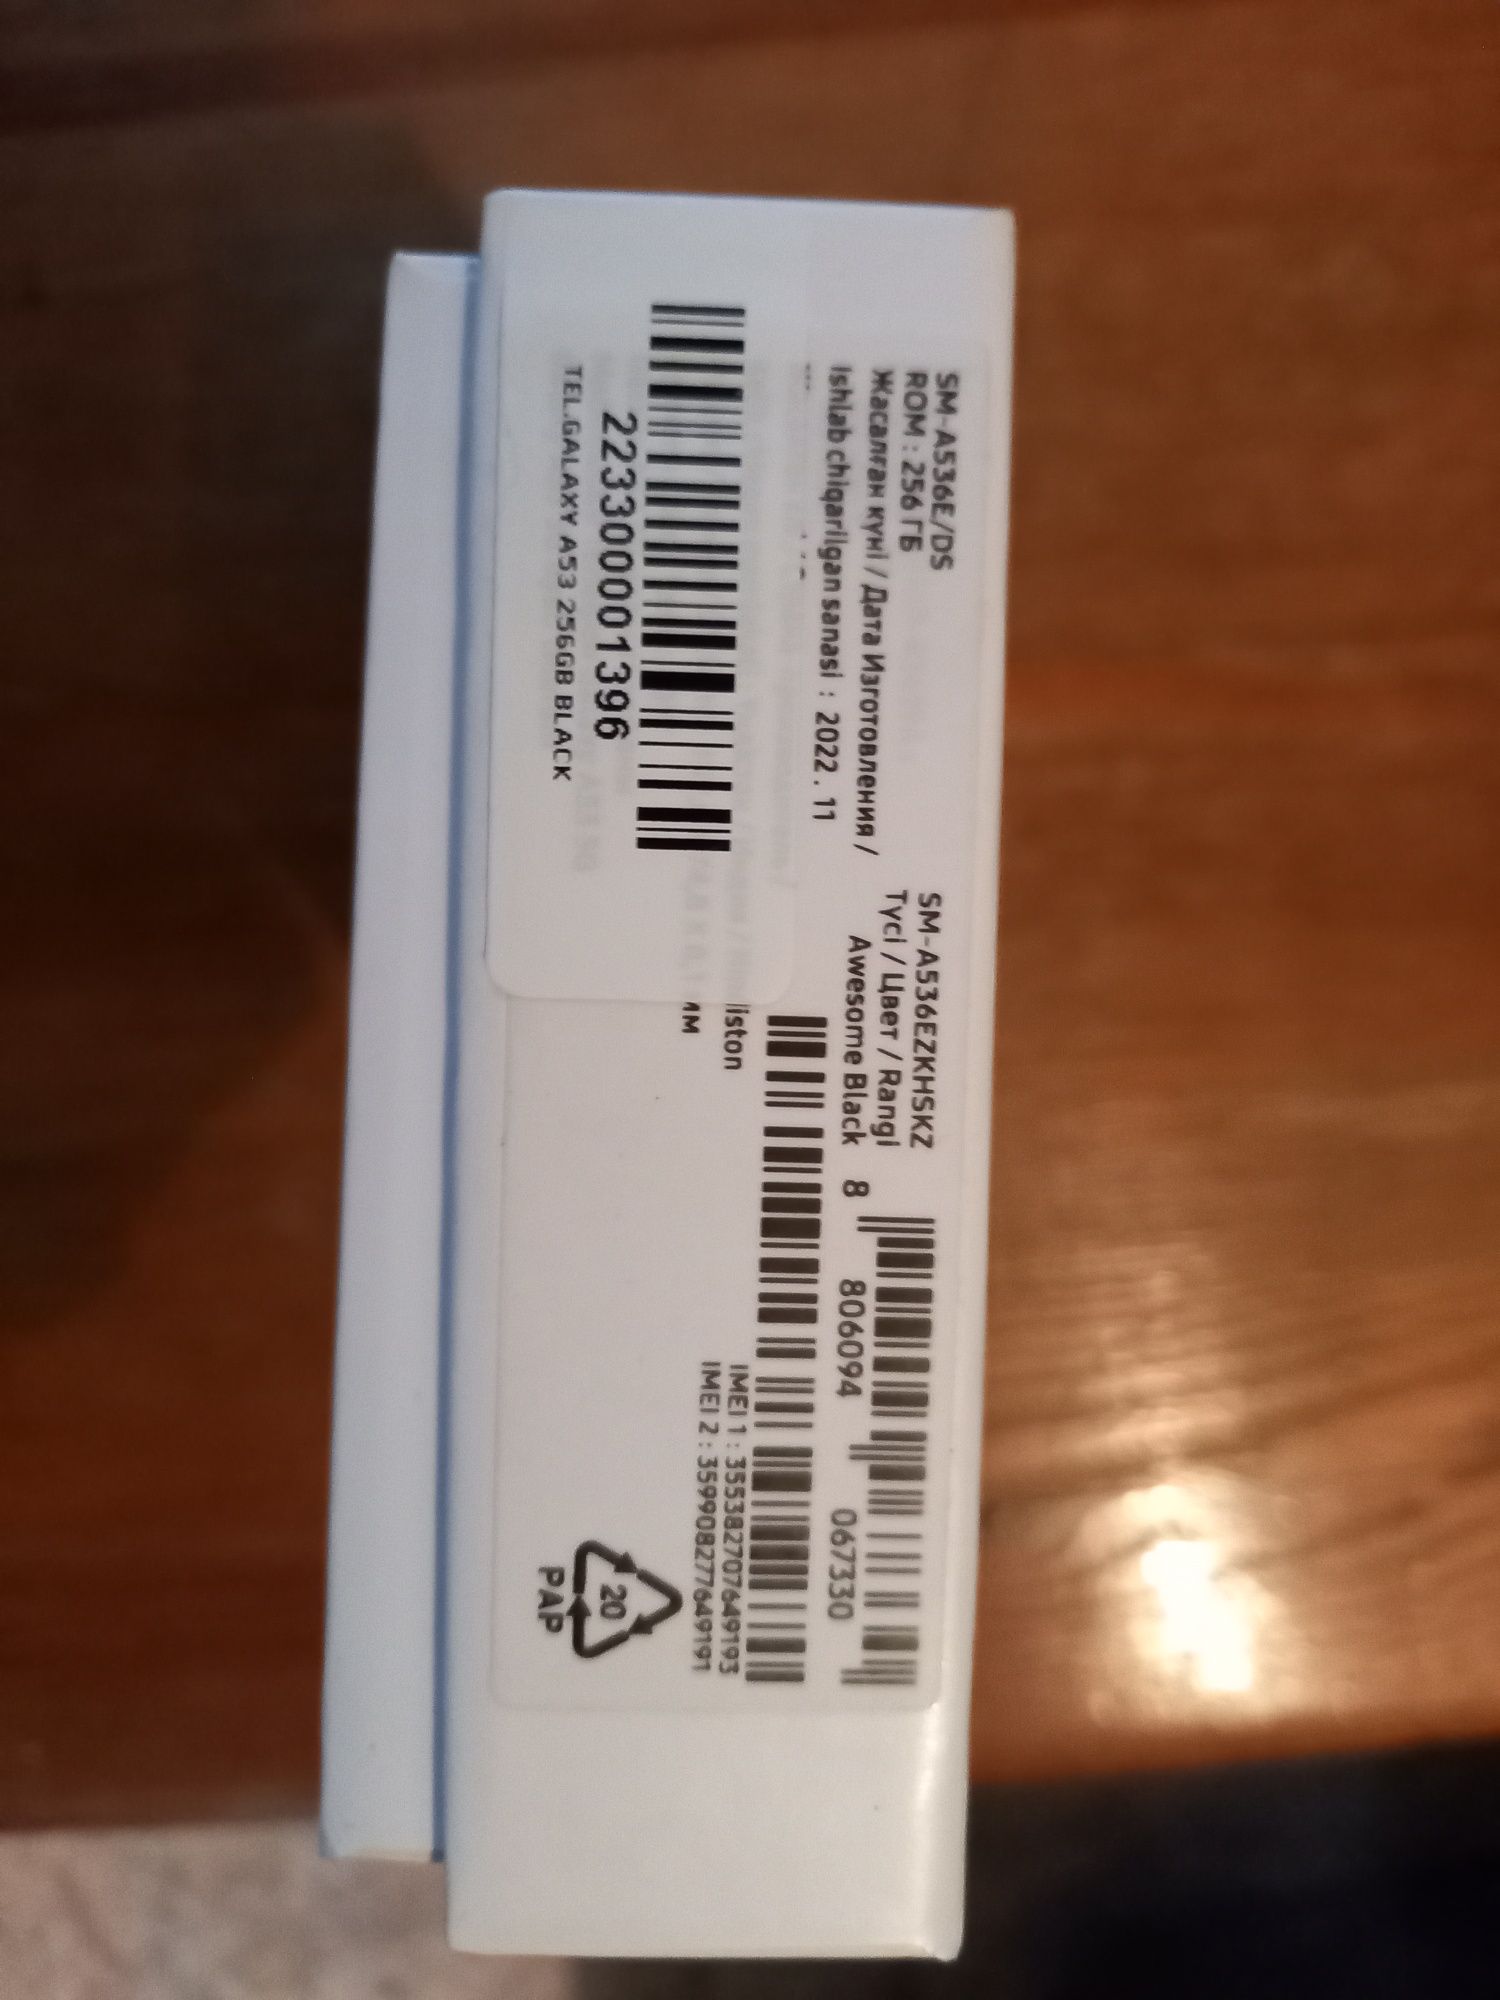 SM-A536E/DS
ROM : 256 ГБ
Жасалған күні / Дата Изготовления /
Ishlab chiqarilgan sanasi : 2022 . 11
SM-A536EZKHSKZ
Түсі / Цвет / Rangi
Awesome Black
8 806094 067330
2233000001396
TEL.GALAXY A53 256GB BLACK
iston
мм
IMEI 1 : 355382707649193
IMEI 2 : 359908277649191
20
PAP